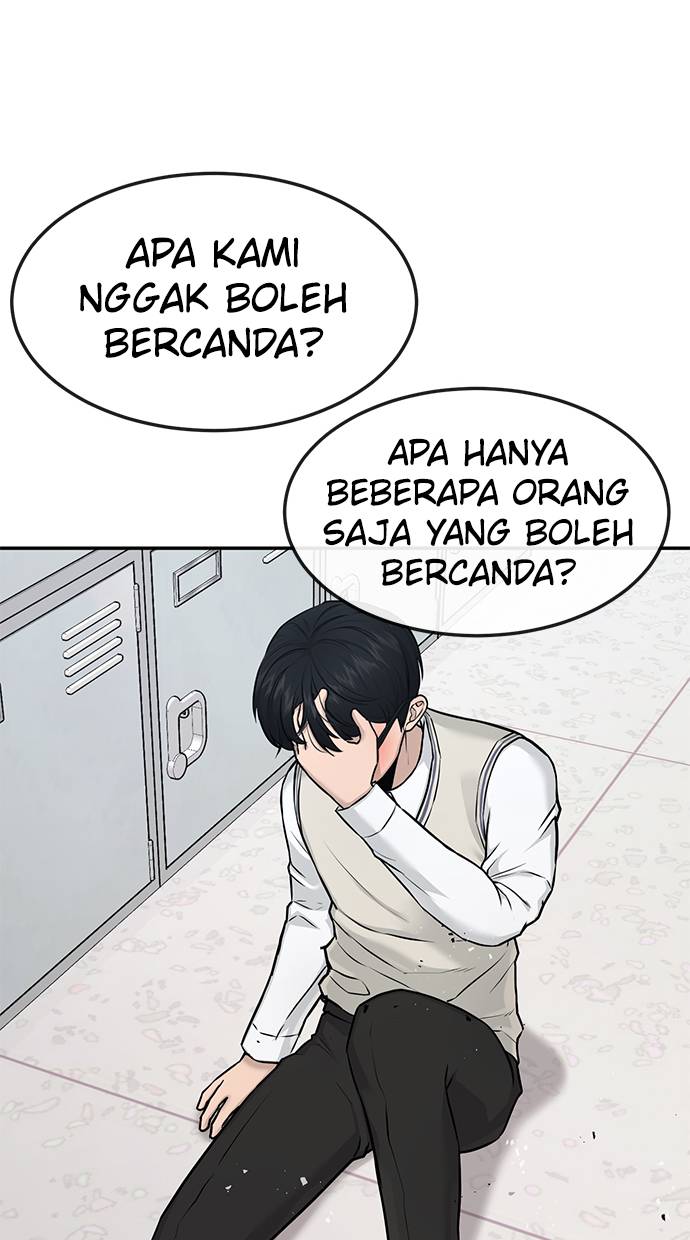 APA KAMI
NGGAK BOLEH
BERCANDA?
APA HANYA
BEBERAPA ORANG
SAJA YANG BOLEH
BERCANDA?